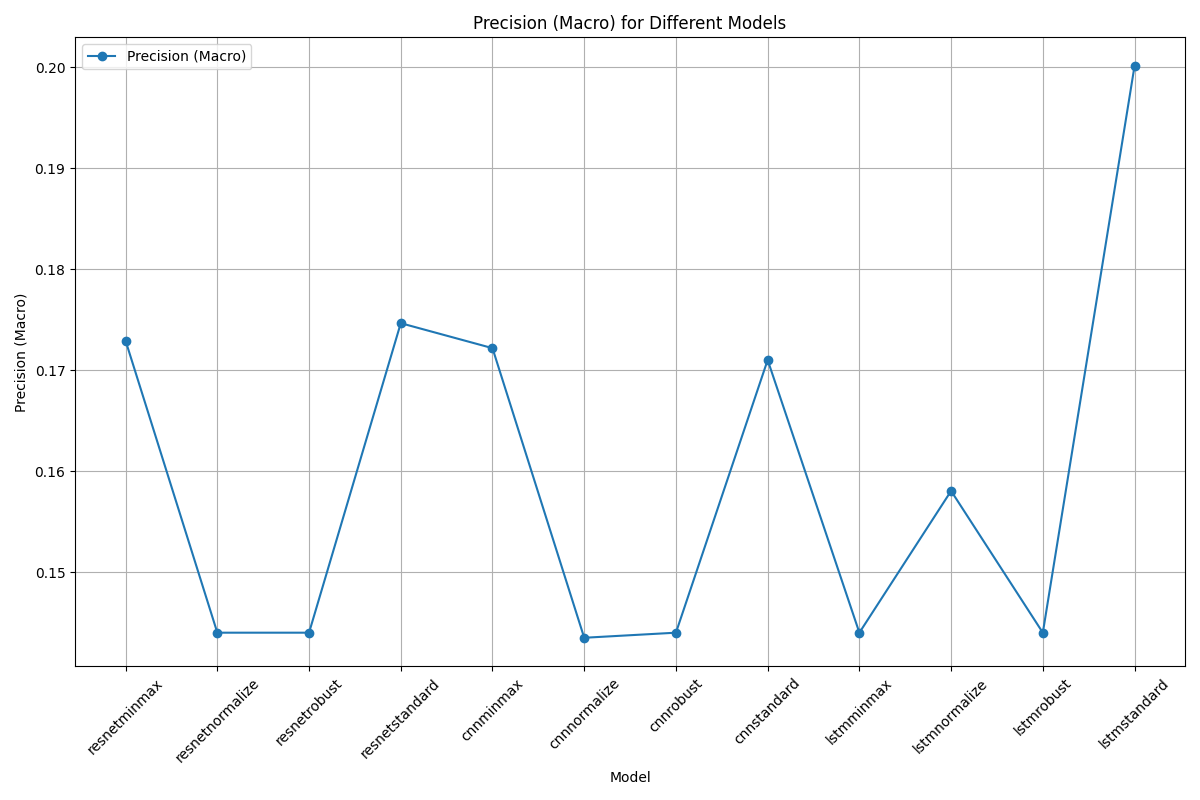 Precision (Macro) for Different Models
Precision (Macro)
0.20
0.19
0.18
0.17
0.16
0.15
Precision (Macro)
resnetminmax
resnetnormalize
resnetrobust
resnetstandard
cnnminmax
cnnnormalize
cnnrobust
cnnstandard
lstmminmax
lstmnormalize
lstmrobust
lstmstandard
Model